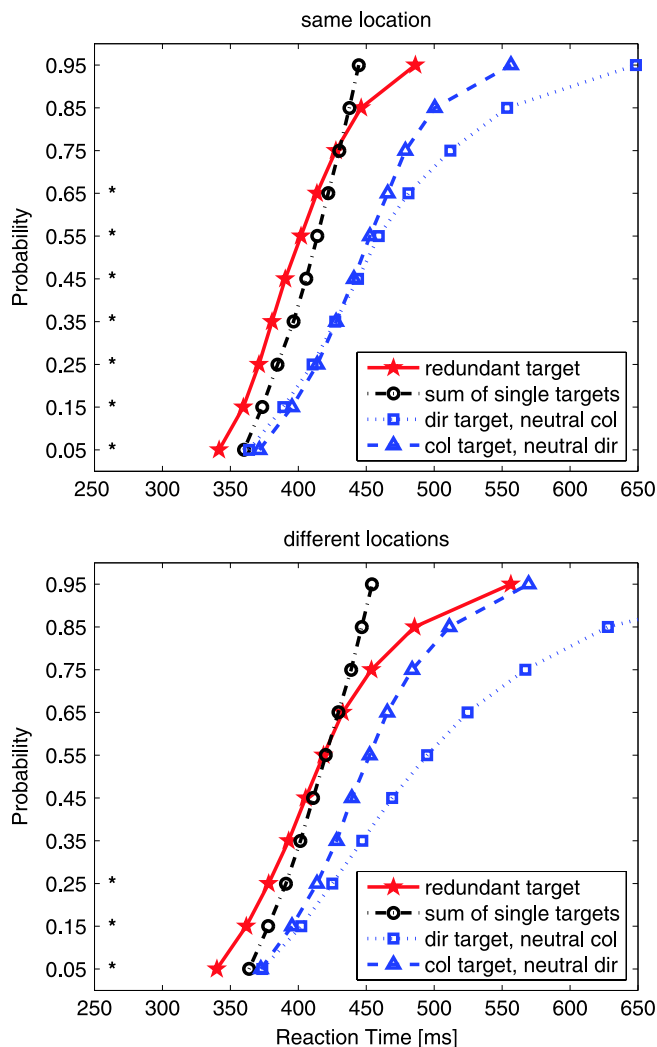 same location
Probability
0.95
0.85
0.75
0.65 *
0.55 *
0.45 *
0.35 *
0.25 *
0.15 *
0.05 *
redundant target
sum of single targets
dir target, neutral col
col target, neutral dir
250 300 350 400 450 500 550 600 650
different locations
Probability
0.95
0.85
0.75
0.65
0.55
0.45
0.35
0.25 *
0.15 *
0.05 *
redundant target
sum of single targets
dir target, neutral col
col target, neutral dir
250 300 350 400 450 500 550 600 650
Reaction Time [ms]